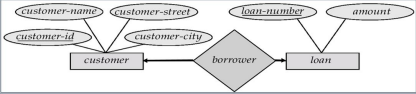 customer-name customer-street loan-number amount
customer-id customer-city
customer borrower loan